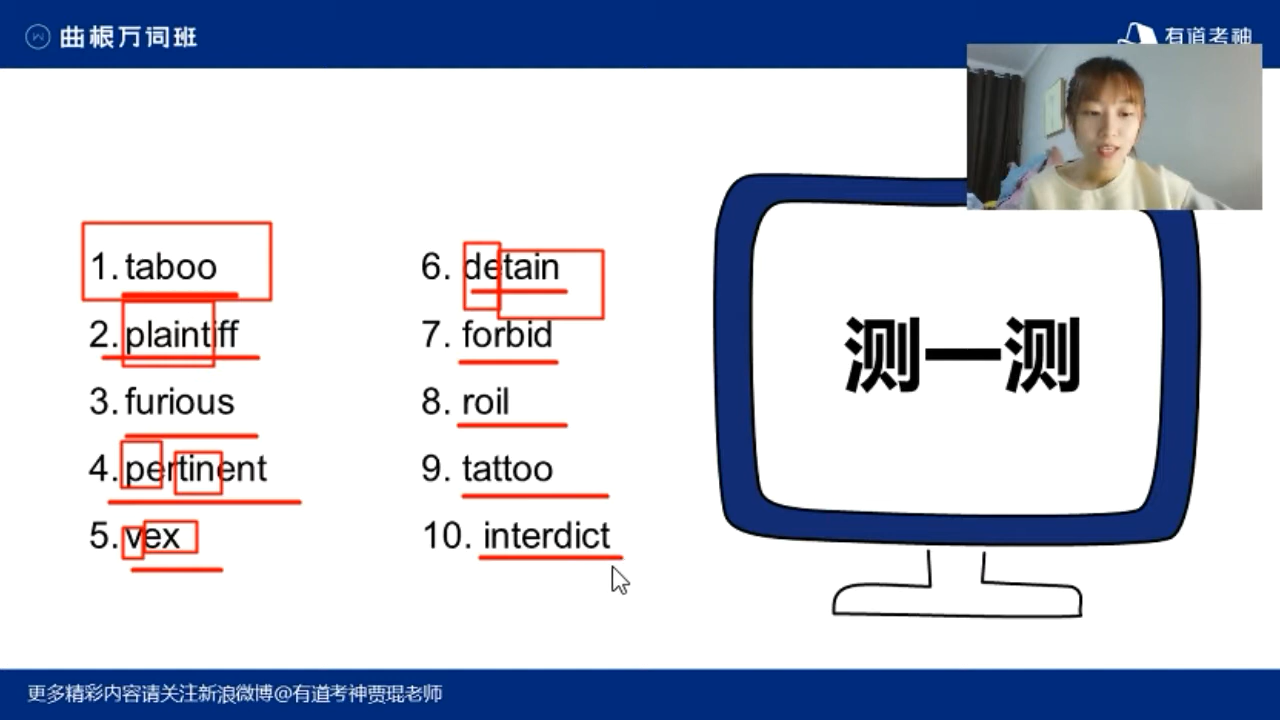 曲根万词班
有道考神
1. taboo
2. plaintiff
3. furious
4. pertinent
5. vex
6. detain
7. forbid
8. roil
9. tattoo
10. interdict
测一测
更多精彩内容请关注新浪微博@有道考神贾琨老师